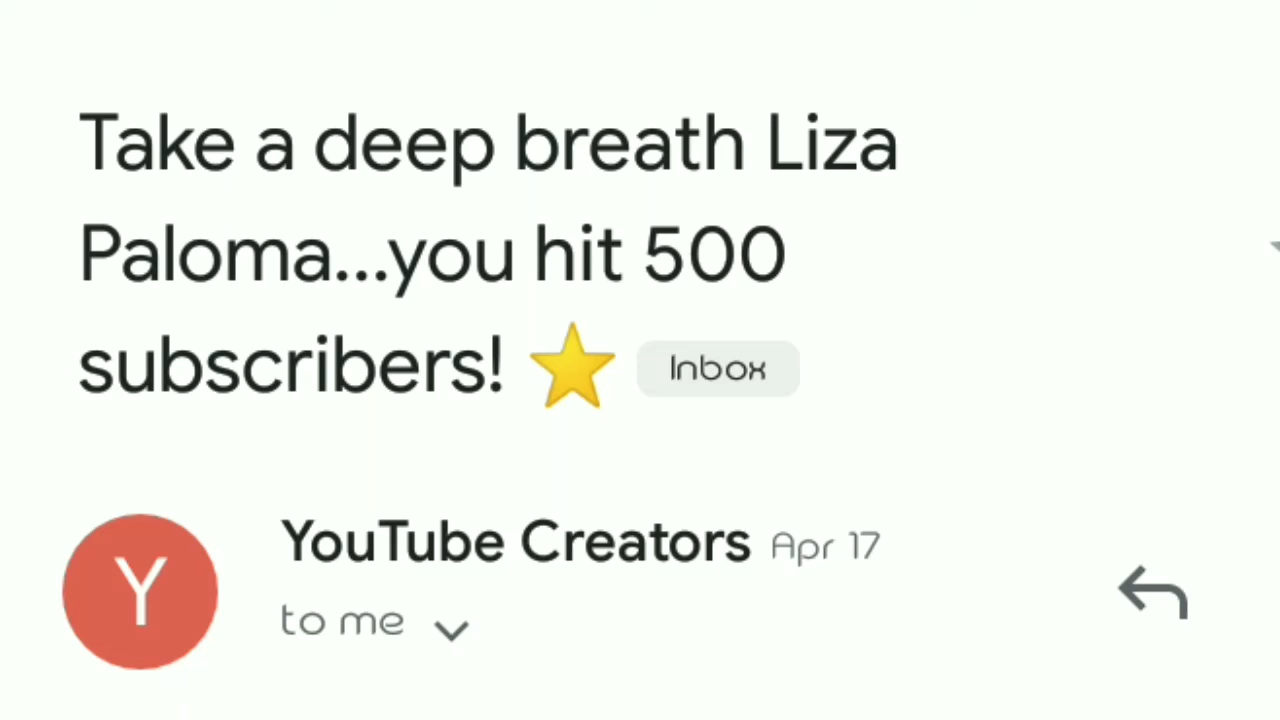 Take a deep breath Liza
Paloma...you hit 500
subscribers! ⭐ Inbox
YouTube Creators Apr 17
Y
to me